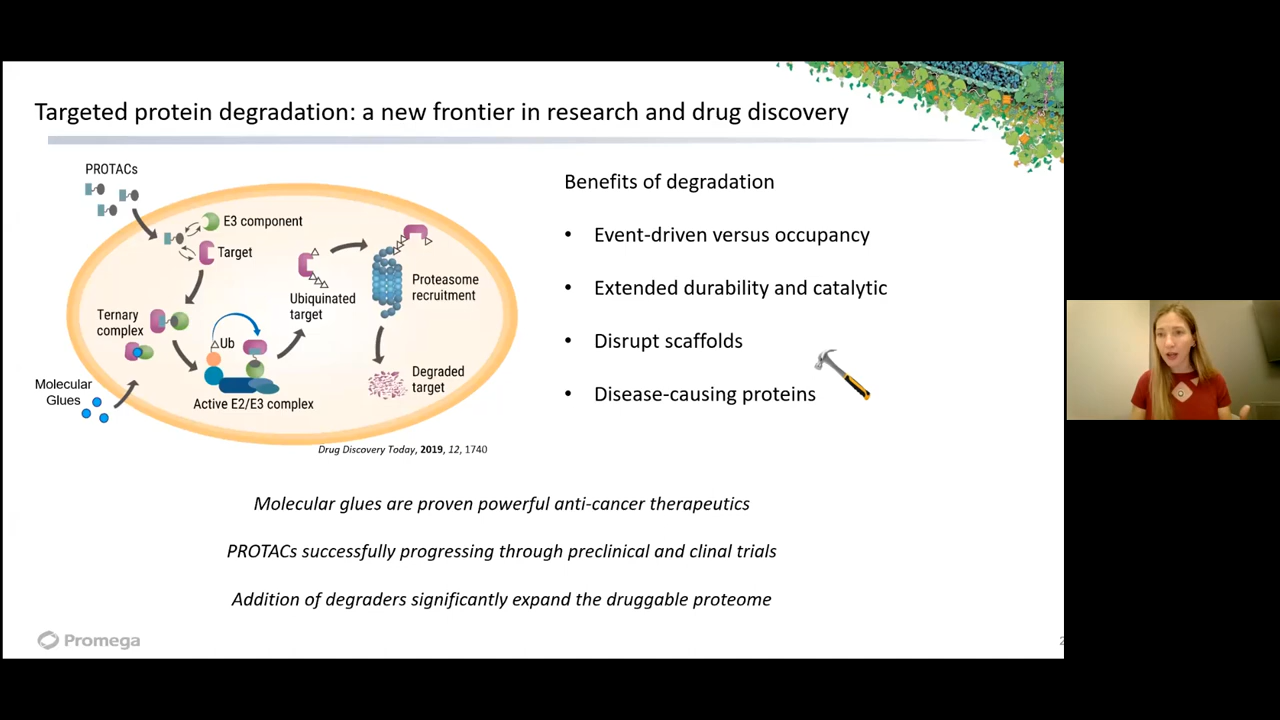 Targeted protein degradation: a new frontier in research and drug discovery
PROTACs
E3 component
Target
Ternary
complex
Molecular
Glues
Ub
Active E2/E3 complex
Ubiquinated
target
Proteasome
recruitment
Degraded
target
Drug Discovery Today, 2019, 12, 1740
Benefits of degradation
• Event-driven versus occupancy
• Extended durability and catalytic
• Disrupt scaffolds
• Disease-causing proteins
Molecular glues are proven powerful anti-cancer therapeutics
PROTACs successfully progressing through preclinical and clinal trials
Addition of degraders significantly expand the druggable proteome
Promega